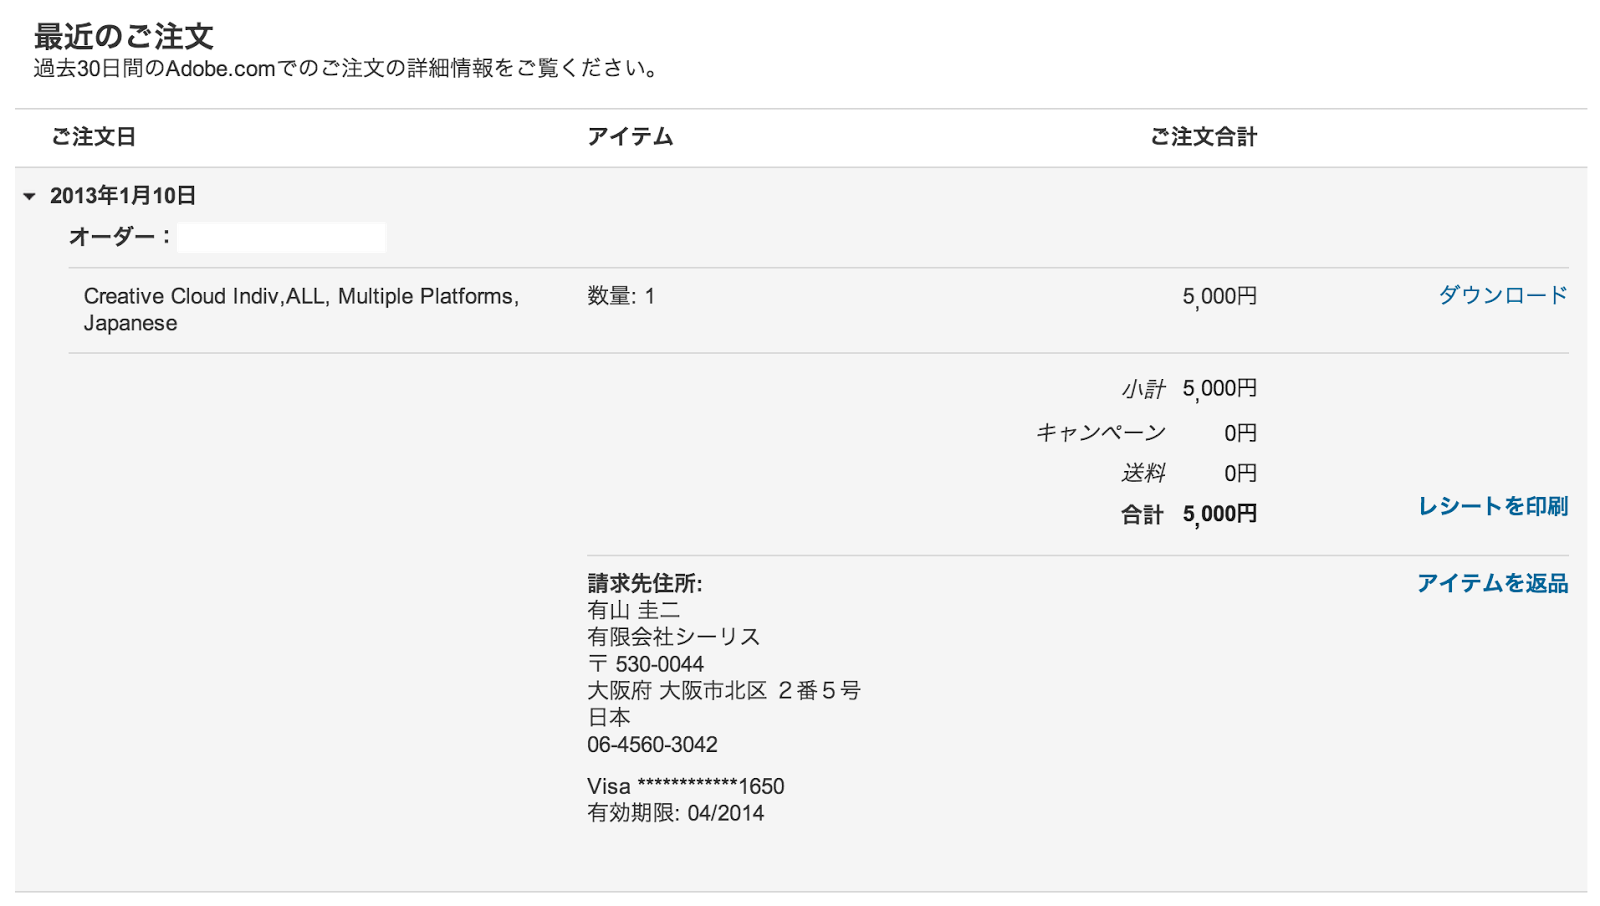 最近のご注文
過去30日間のAdobe.comでのご注文の詳細情報をご覧ください。
ご注文日 アイテム ご注文合計
2013年1月10日
オーダー：
Creative Cloud Indiv,ALL, Multiple Platforms, 数量: 1 5,000円 ダウンロード
Japanese
小計 5,000円
キャンペーン 0円
送料 0円
合計 5,000円 レシートを印刷
請求先住所: アイテムを返品
有山 圭二
有限会社シーリス
〒 530-0044
大阪府 大阪市北区 ２番５号
日本
06-4560-3042
Visa ************1650
有効期限: 04/2014